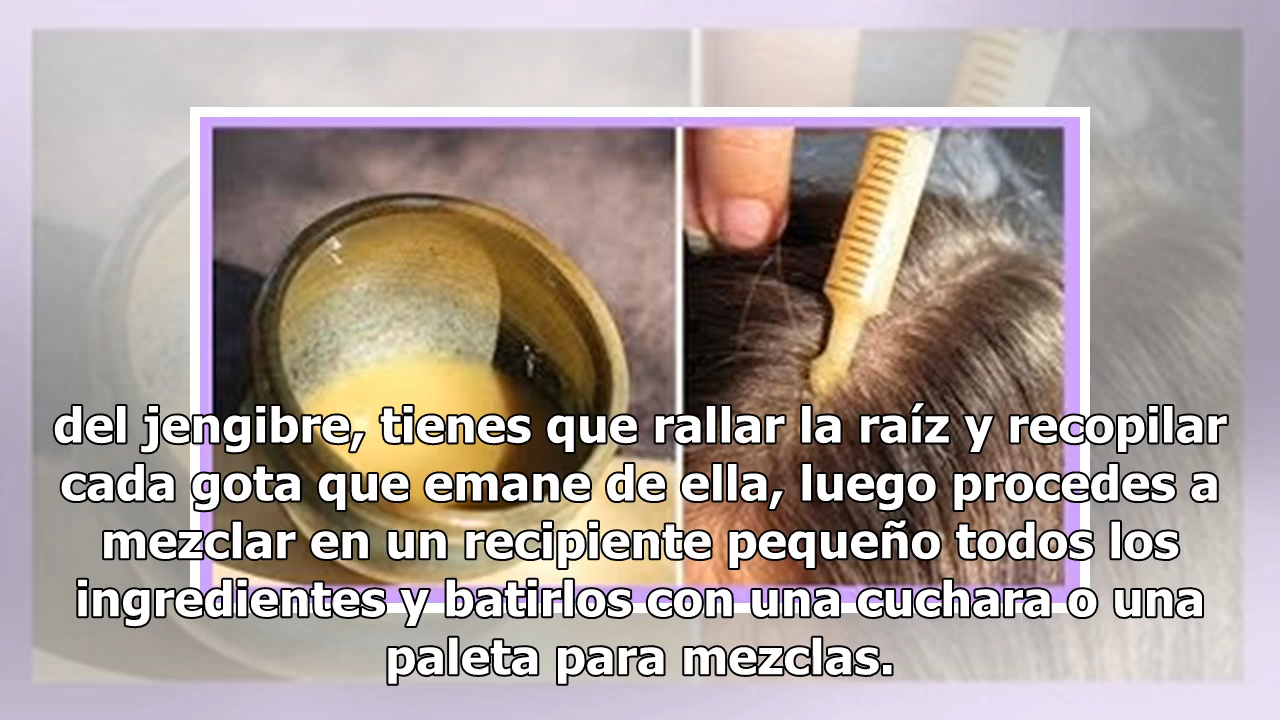 del jengibre, tienes que rallar la raíz y recopilar
cada gota que emane de ella, luego procedes a
mezclar en un recipiente pequeño todos los
ingredientes y batirlos con una cuchara o una
paleta para mezclas.